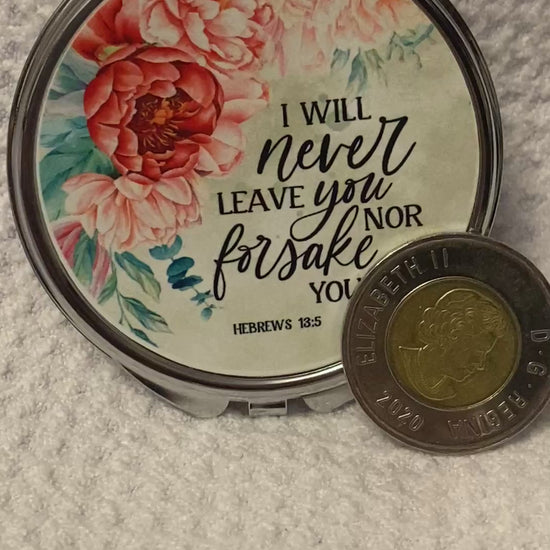 I WILL
never
LEAVE you
NOR
forsake
YOU
HEBREWS 13:5
ELIZABETH II
D·G·REGINA
2020